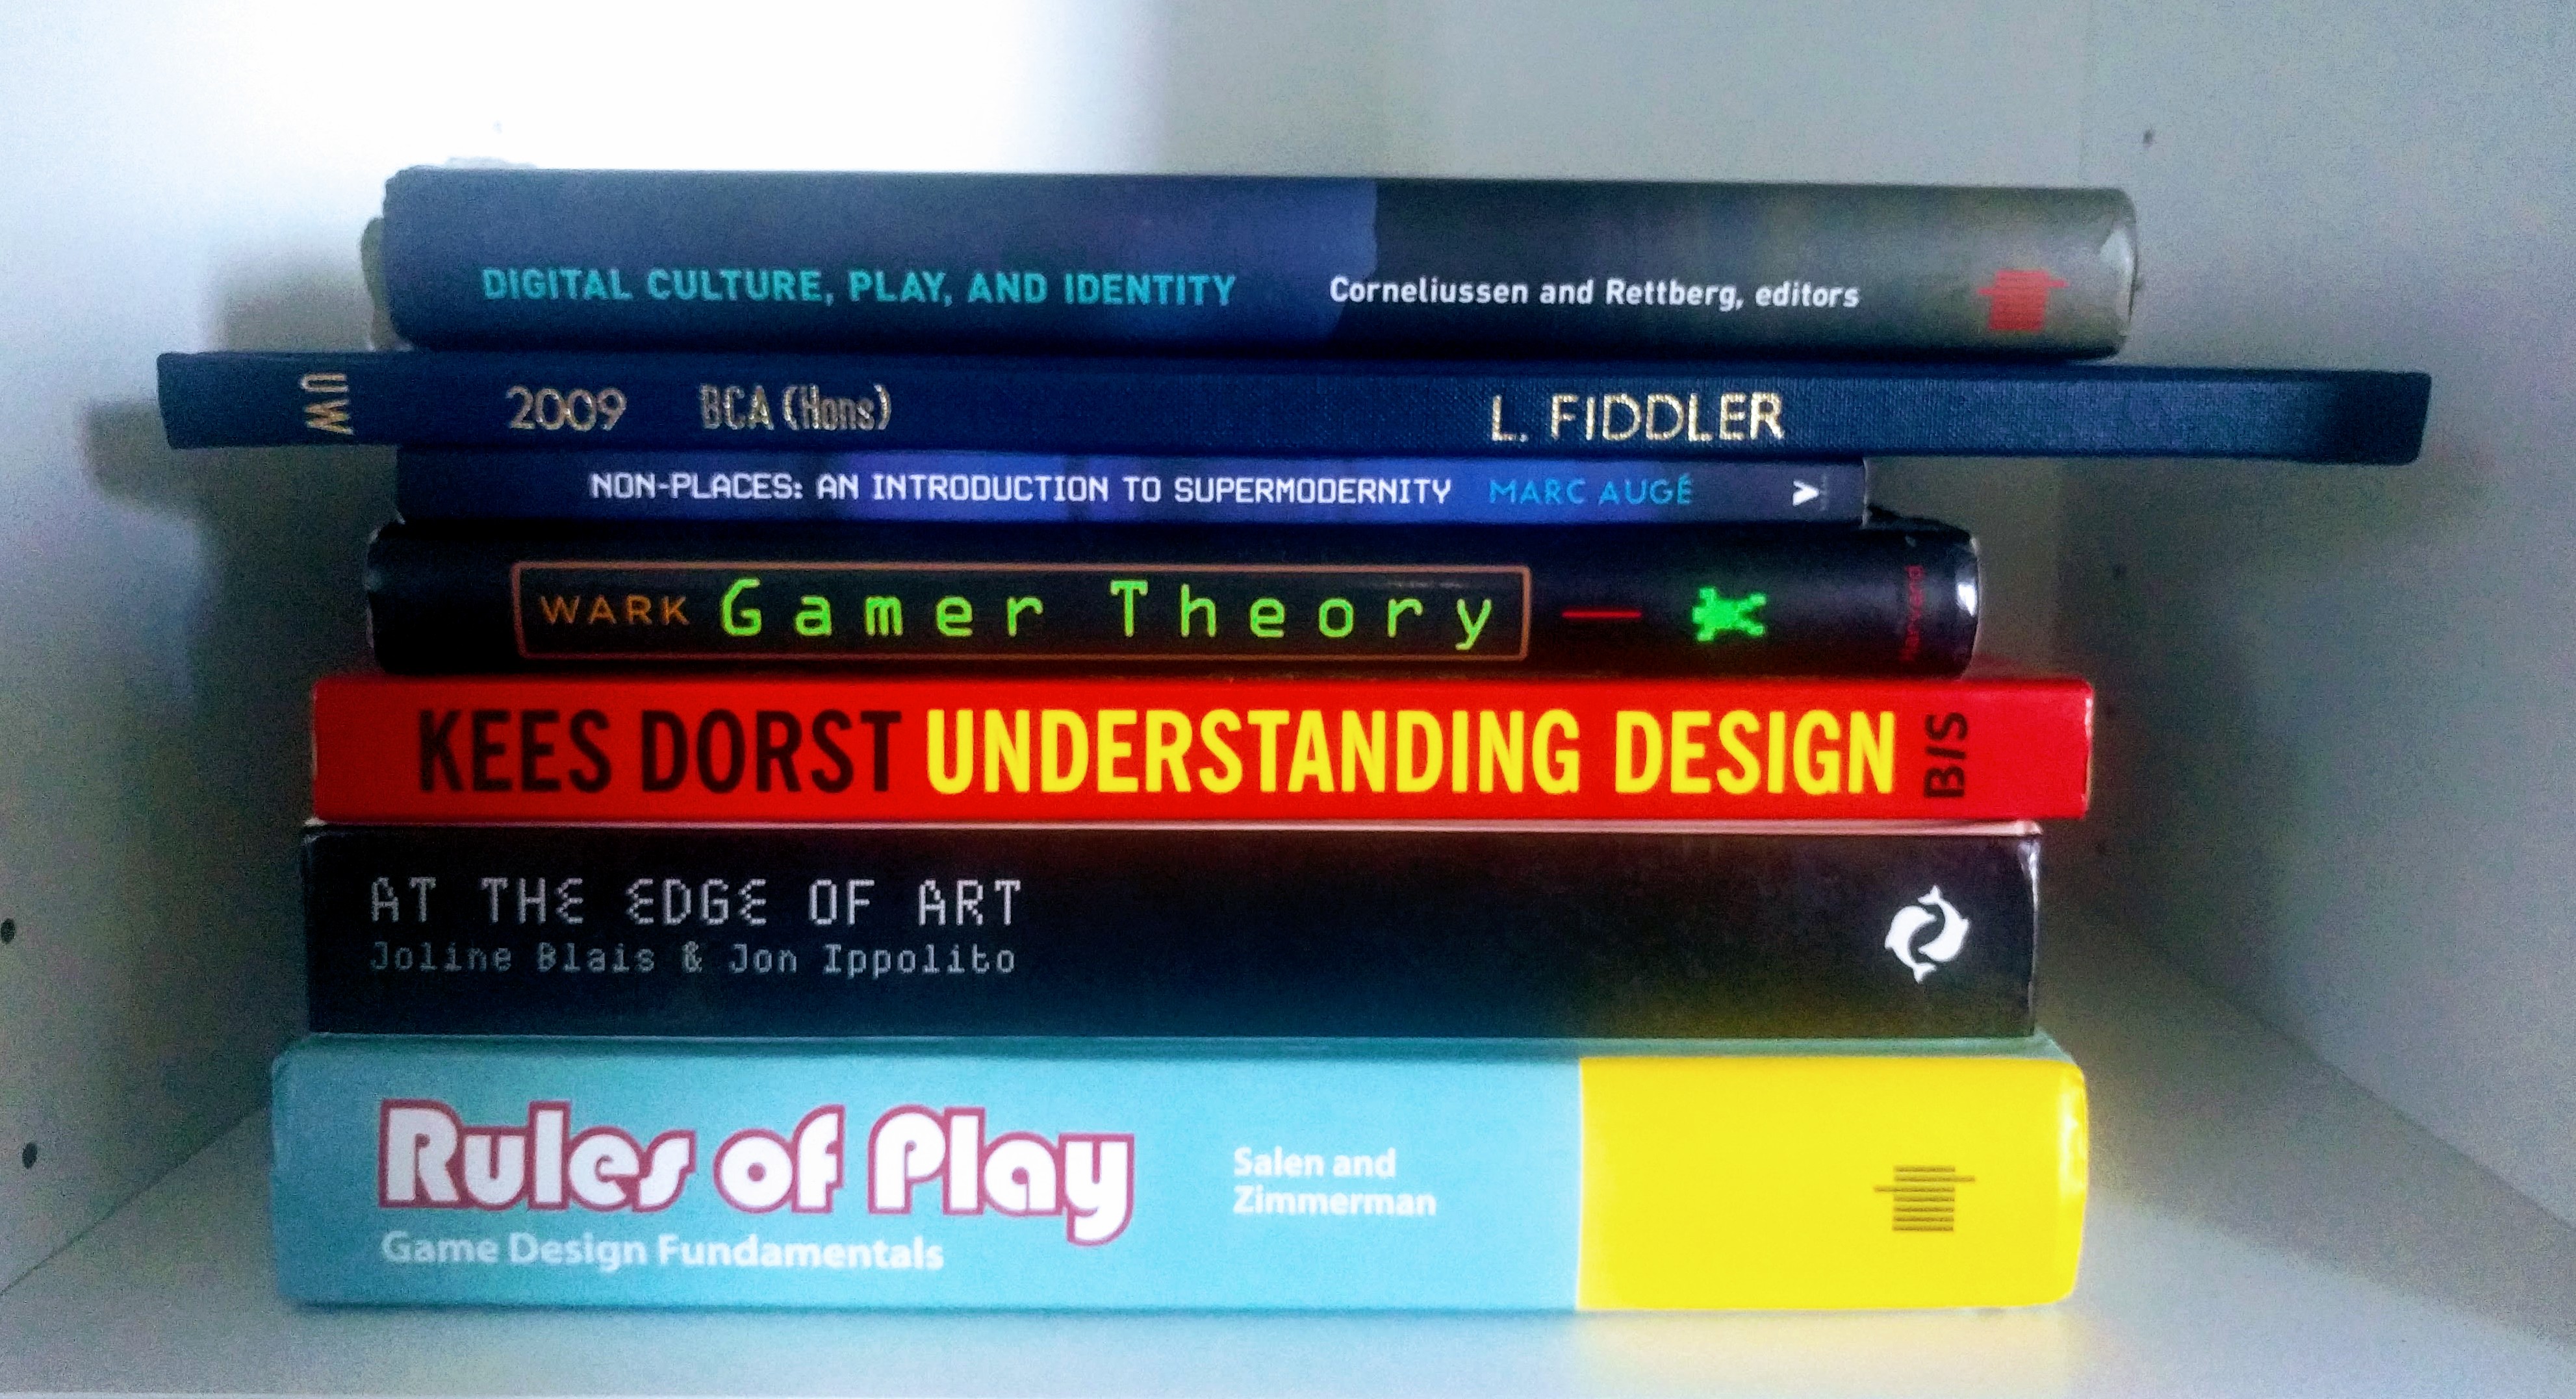 DIGITAL CULTURE, PLAY, AND IDENTITY Corneliussen and Rettberg, editors
UW 2009 BCA (Hons) L. FIDDLER
NON-PLACES: AN INTRODUCTION TO SUPERMODERNITY MARC AUGÉ
WARK Gamer Theory Harvard
KEES DORST UNDERSTANDING DESIGN BIS
AT THE EDGE OF ART
Joline Blais & Jon Ippolito
Rules of Play
Game Design Fundamentals
Salen and
Zimmerman